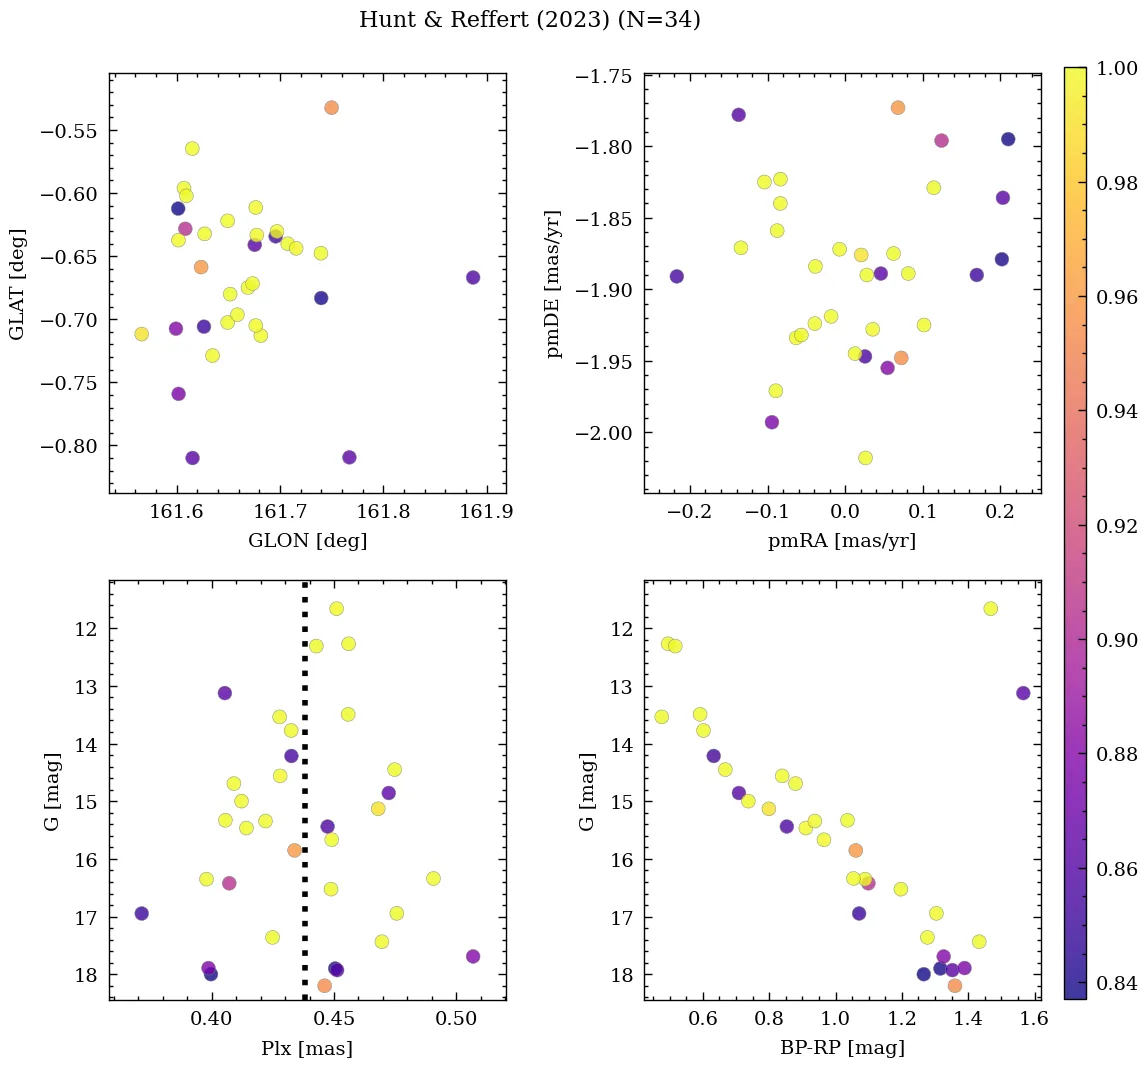 Hunt & Reffert (2023) (N=34)
−0.55
−0.60
−0.65
−0.70
−0.75
−0.80
GLAT [deg]
161.6 161.7 161.8 161.9
GLON [deg]
−1.75
−1.80
−1.85
−1.90
−1.95
−2.00
pmDE [mas/yr]
−0.2 −0.1 0.0 0.1 0.2
pmRA [mas/yr]
12
13
14
15
16
17
18
G [mag]
0.40 0.45 0.50
Plx [mas]
12
13
14
15
16
17
18
G [mag]
0.6 0.8 1.0 1.2 1.4 1.6
BP-RP [mag]
1.00
0.98
0.96
0.94
0.92
0.90
0.88
0.86
0.84